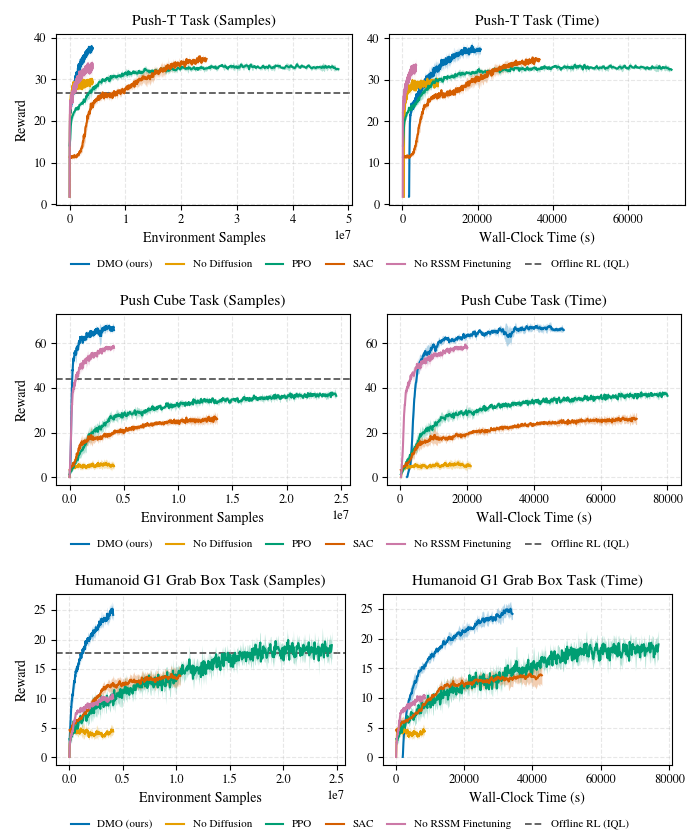 Push-T Task (Samples)
Push-T Task (Time)
Reward
40
30
20
10
0
0
1
2
3
4
5
1e7
Environment Samples
40
30
20
10
0
0
20000
40000
60000
Wall-Clock Time (s)
DMO (ours)
No Diffusion
PPO
SAC
No RSSM Finetuning
Offline RL (IQL)
Push Cube Task (Samples)
Push Cube Task (Time)
Reward
60
40
20
0
0.0
0.5
1.0
1.5
2.0
2.5
1e7
Environment Samples
60
40
20
0
0
20000
40000
60000
80000
Wall-Clock Time (s)
DMO (ours)
No Diffusion
PPO
SAC
No RSSM Finetuning
Offline RL (IQL)
Humanoid G1 Grab Box Task (Samples)
Humanoid G1 Grab Box Task (Time)
Reward
25
20
15
10
5
0
0.0
0.5
1.0
1.5
2.0
2.5
1e7
Environment Samples
25
20
15
10
5
0
0
20000
40000
60000
80000
Wall-Clock Time (s)
DMO (ours)
No Diffusion
PPO
SAC
No RSSM Finetuning
Offline RL (IQL)